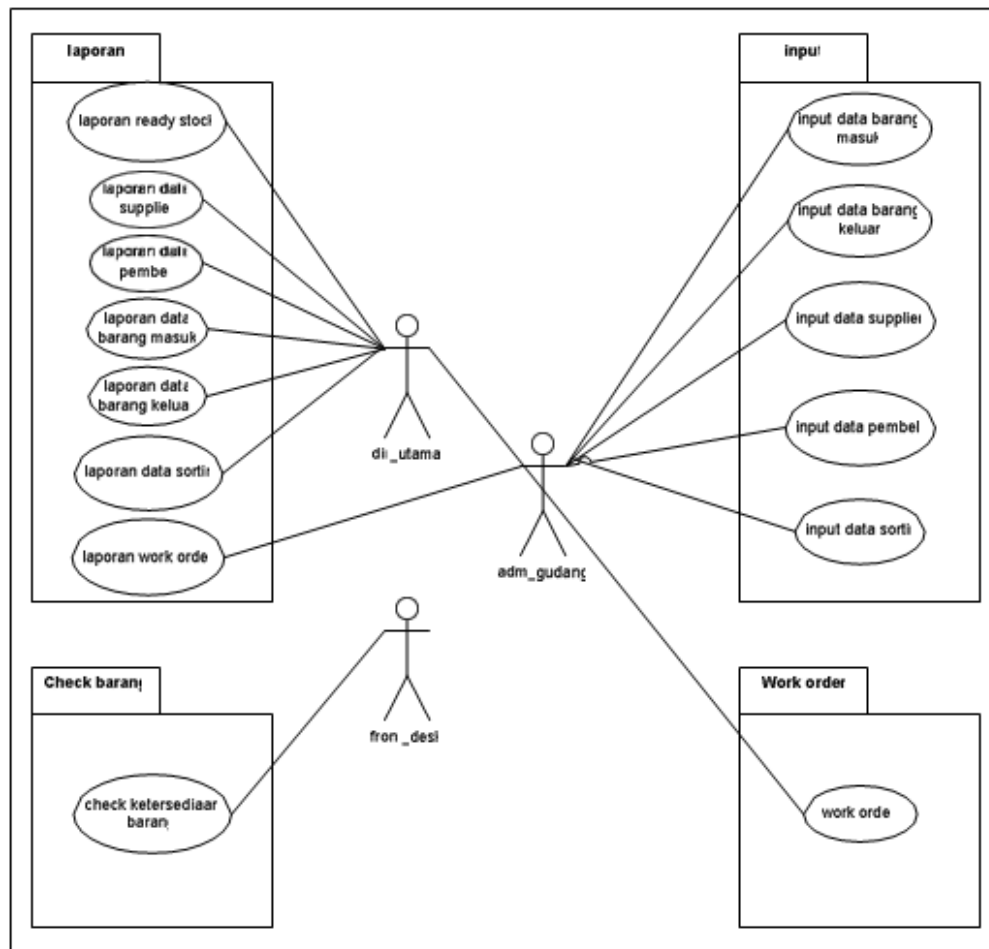 laporan
laporan ready stock
laporan data
supplie
laporan data
pembe
laporan data
barang masuk
laporan data
barang kelua
laporan data sortin
laporan work orde
input
input data barang
masuk
input data barang
keluar
input data supplier
input data pembel
input data sortin
dir_utama
adm_gudang
fron_desk
Check barang
check ketersediaan
barang
Work order
work orde